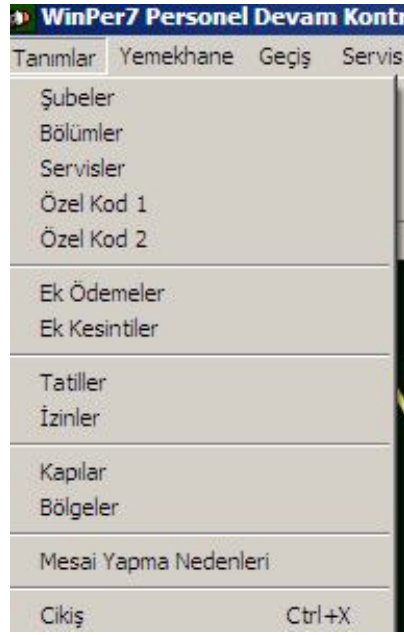 WinPer7 Personel Devam Kontr
Tanımlar Yemekhane Geçiş Servis
Şubeler
Bölümler
Servisler
Özel Kod 1
Özel Kod 2
Ek Ödemeler
Ek Kesintiler
Tatiller
İzinler
Kapılar
Bölgeler
Mesai Yapma Nedenleri
Cikiş Ctrl+X